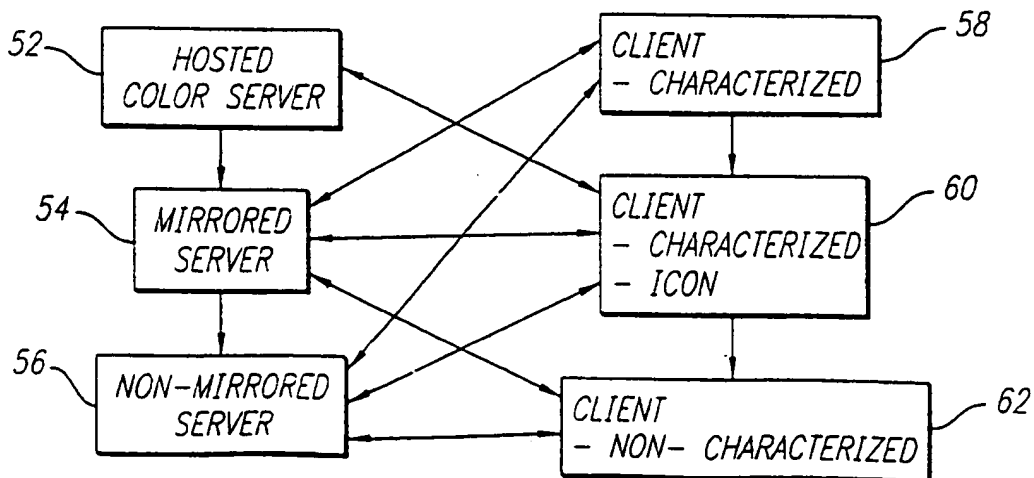 52
HOSTED
COLOR SERVER
58
CLIENT
- CHARACTERIZED
54
MIRRORED
SERVER
60
CLIENT
- CHARACTERIZED
- ICON
56
NON-MIRRORED
SERVER
62
CLIENT
- NON- CHARACTERIZED